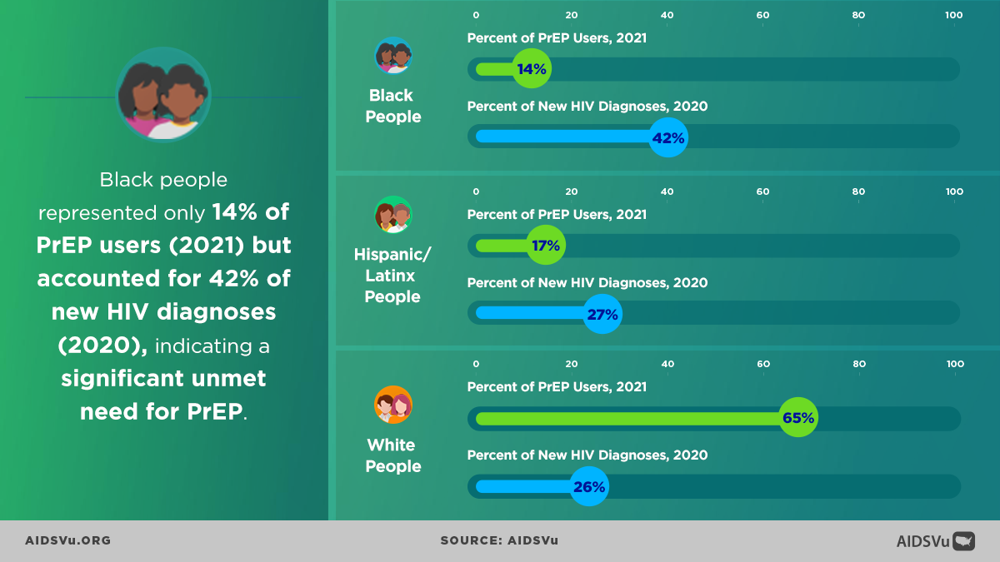 Black people
represented only 14% of
PrEP users (2021) but
accounted for 42% of
new HIV diagnoses
(2020), indicating a
significant unmet
need for PrEP.
0 20 40 60 80 100
Black
People
Percent of PrEP Users, 2021
14%
Percent of New HIV Diagnoses, 2020
42%
0 20 40 60 80 100
Hispanic/
Latinx
People
Percent of PrEP Users, 2021
17%
Percent of New HIV Diagnoses, 2020
27%
0 20 40 60 80 100
White
People
Percent of PrEP Users, 2021
65%
Percent of New HIV Diagnoses, 2020
26%
AIDSVu.ORG
SOURCE: AIDSVu
AIDSVu